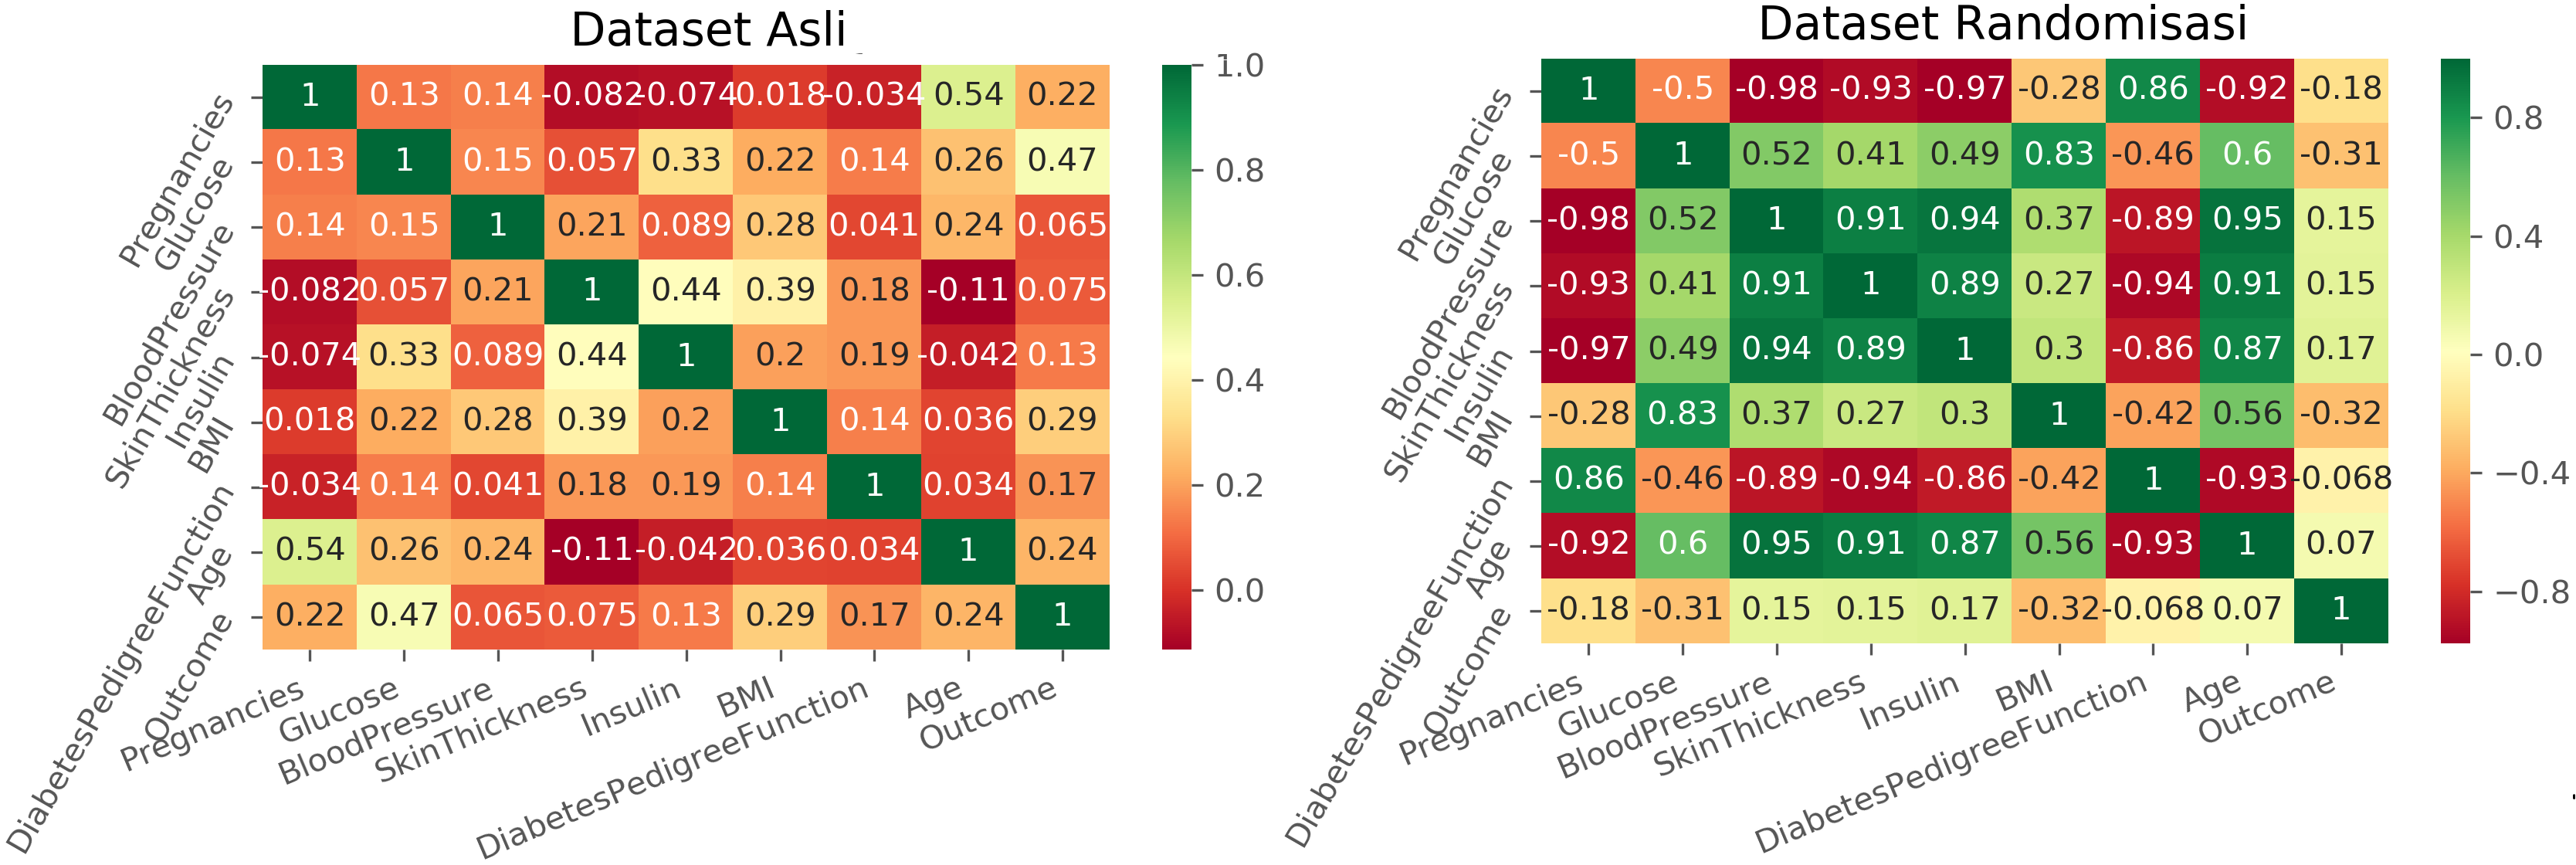 Dataset Asli
Pregnancies 1 0.13 0.14 -0.082 -0.074 0.018 -0.034 0.54 0.22
Glucose 0.13 1 0.15 0.057 0.33 0.22 0.14 0.26 0.47
BloodPressure 0.14 0.15 1 0.21 0.089 0.28 0.041 0.24 0.065
SkinThickness -0.082 0.057 0.21 1 0.44 0.39 0.18 -0.11 0.075
Insulin -0.074 0.33 0.089 0.44 1 0.2 0.19 -0.042 0.13
BMI 0.018 0.22 0.28 0.39 0.2 1 0.14 0.036 0.29
DiabetesPedigreeFunction -0.034 0.14 0.041 0.18 0.19 0.14 1 0.034 0.17
Age 0.54 0.26 0.24 -0.11 -0.042 0.036 0.034 1 0.24
Outcome 0.22 0.47 0.065 0.075 0.13 0.29 0.17 0.24 1
Pregnancies
Glucose
BloodPressure
SkinThickness
Insulin
BMI
DiabetesPedigreeFunction
Age
Outcome
1.0
0.8
0.6
0.4
0.2
0.0
Dataset Randomisasi
Pregnancies 1 -0.5 -0.98 -0.93 -0.97 -0.28 0.86 -0.92 -0.18
Glucose -0.5 1 0.52 0.41 0.49 0.83 -0.46 0.6 -0.31
BloodPressure -0.98 0.52 1 0.91 0.94 0.37 -0.89 0.95 0.15
SkinThickness -0.93 0.41 0.91 1 0.89 0.27 -0.94 0.91 0.15
Insulin -0.97 0.49 0.94 0.89 1 0.3 -0.86 0.87 0.17
BMI -0.28 0.83 0.37 0.27 0.3 1 -0.42 0.56 -0.32
DiabetesPedigreeFunction 0.86 -0.46 -0.89 -0.94 -0.86 -0.42 1 -0.93 -0.068
Age -0.92 0.6 0.95 0.91 0.87 0.56 -0.93 1 0.07
Outcome -0.18 -0.31 0.15 0.15 0.17 -0.32 -0.068 0.07 1
Pregnancies
Glucose
BloodPressure
SkinThickness
Insulin
BMI
DiabetesPedigreeFunction
Age
Outcome
0.8
0.4
0.0
−0.4
−0.8